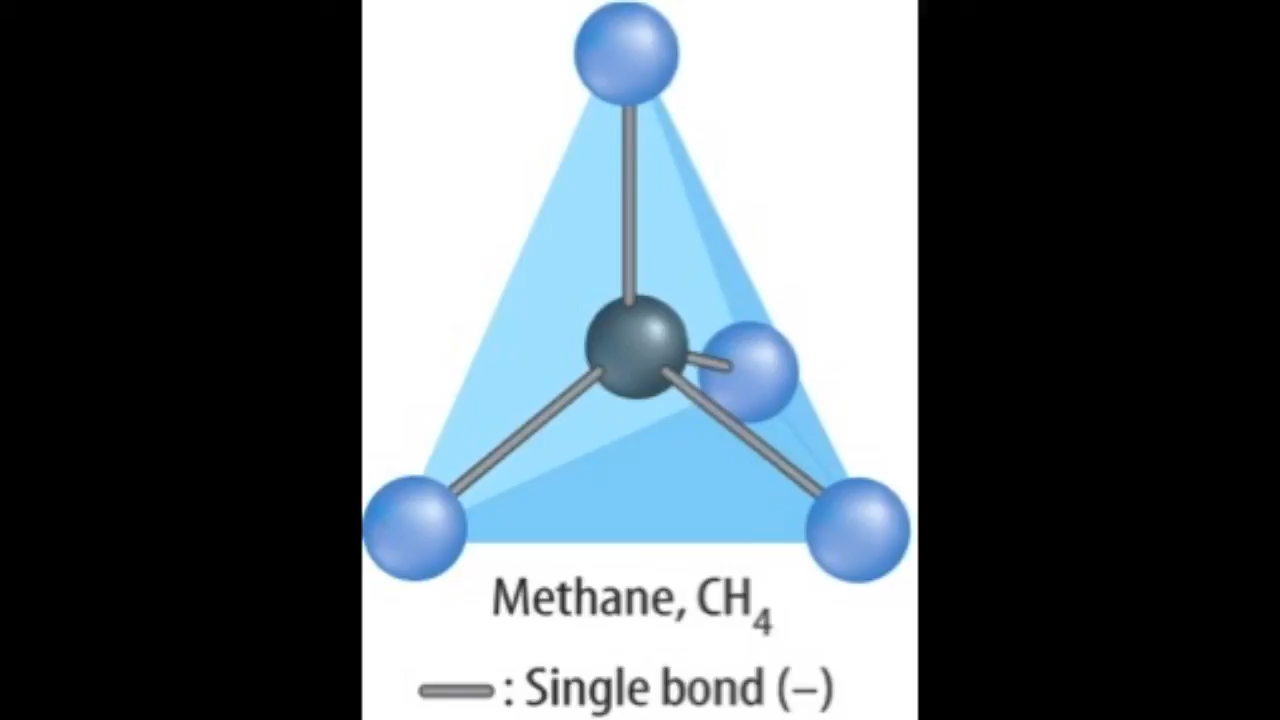 Methane, CH₄
: Single bond (–)